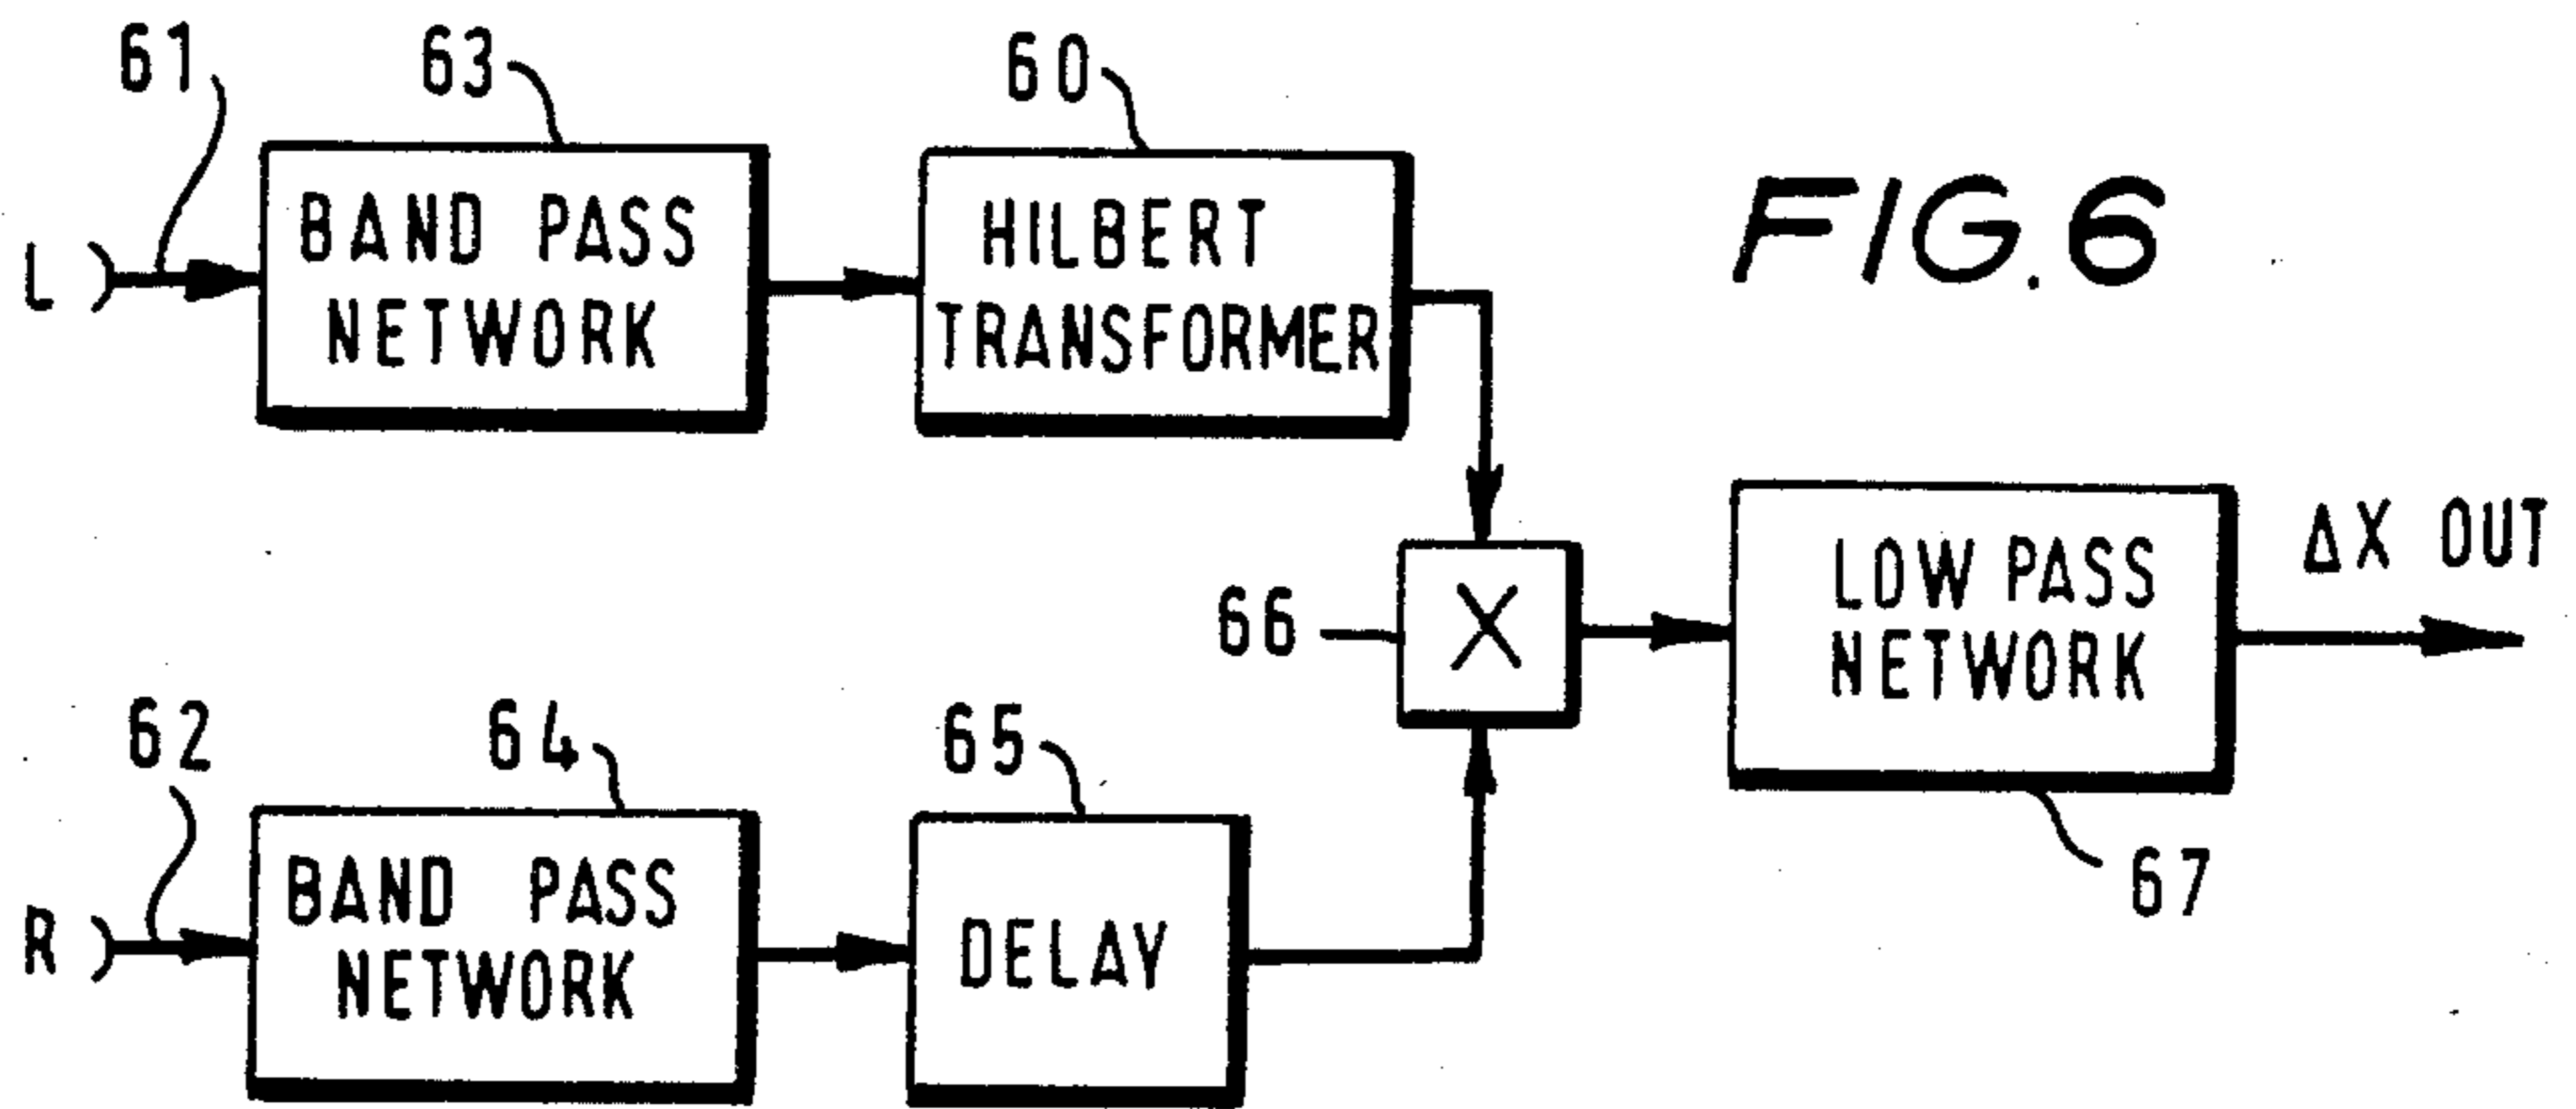 61
63
60
FIG.6
L
BAND PASS
NETWORK
HILBERT
TRANSFORMER
66
X
LOW PASS
NETWORK
ΔX OUT
67
62
64
65
R
BAND PASS
NETWORK
DELAY